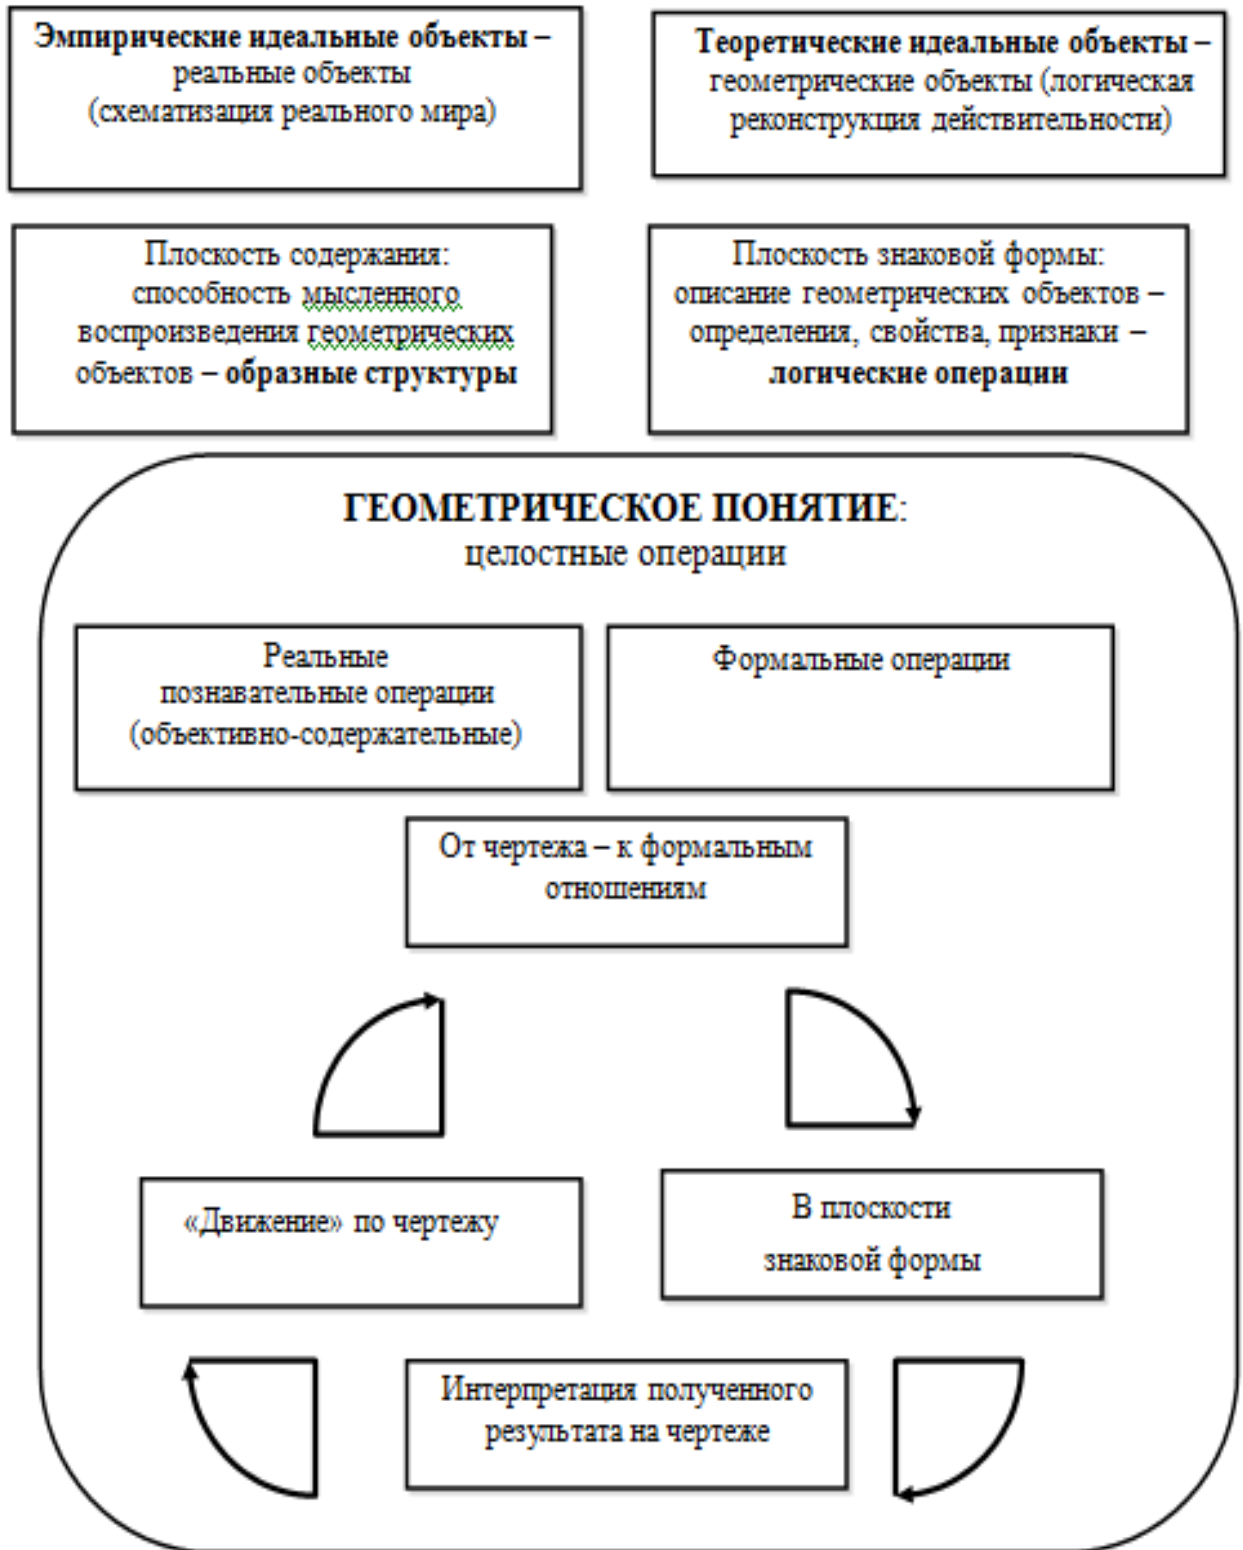 Эмпирические идеальные объекты –
реальные объекты
(схематизация реального мира)
Теоретические идеальные объекты –
геометрические объекты (логическая
реконструкция действительности)
Плоскость содержания:
способность мысленного
воспроизведения геометрических
объектов – образные структуры
Плоскость знаковой формы:
описание геометрических объектов –
определения, свойства, признаки –
логические операции
ГЕОМЕТРИЧЕСКОЕ ПОНЯТИЕ:
целостные операции
Реальные
познавательные операции
(объективно-содержательные)
Формальные операции
От чертежа – к формальным
отношениям
«Движение» по чертежу
В плоскости
знаковой формы
Интерпретация полученного
результата на чертеже